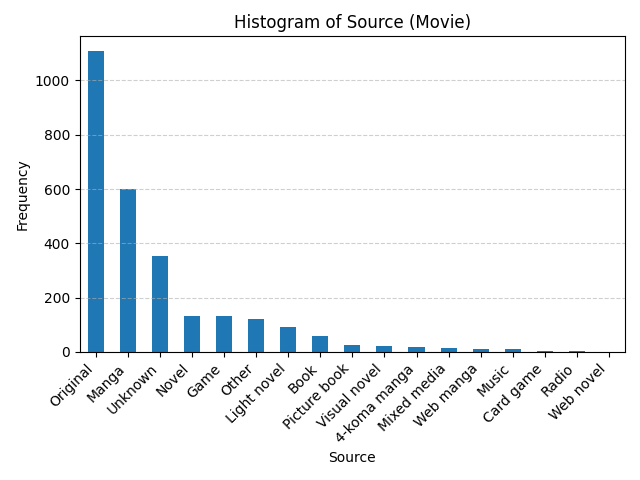 Histogram of Source (Movie)
1000
800
600
400
200
0
Frequency
Original
Manga
Unknown
Novel
Game
Other
Light novel
Book
Picture book
Visual novel
4-koma manga
Mixed media
Web manga
Music
Card game
Radio
Web novel
Source